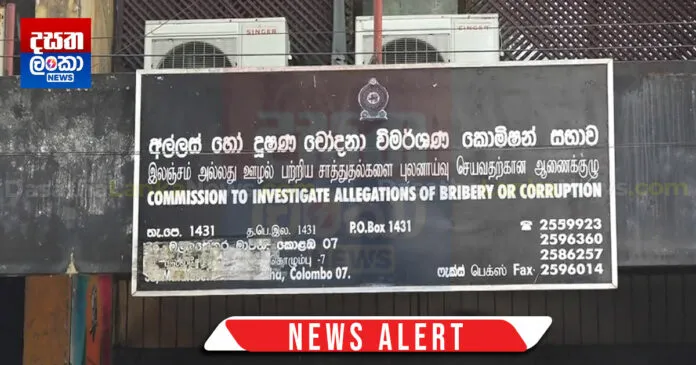 දසත
ලංකා
NEWS
SINGER
SINGER
අල්ලස් හෝ දූෂණ චෝදනා විමර්ශන කොමිෂන් සභාව
இலஞ்சம் அல்லது ஊழல் பற்றிய சாத்துதல்களை புலனாய்வு செய்வதற்கான ஆணைக்குழு
COMMISSION TO INVESTIGATE ALLEGATIONS OF BRIBERY OR CORRUPTION
තැ.පෙ. 1431 த.பெ.இல. 1431 P.O.Box 1431
කොළඹ 07
கொழும்பு -7
Colombo 07.
2559923
2596360
2586257
ෆැක්ස් பெக்ஸ் Fax 2596014
NEWS ALERT